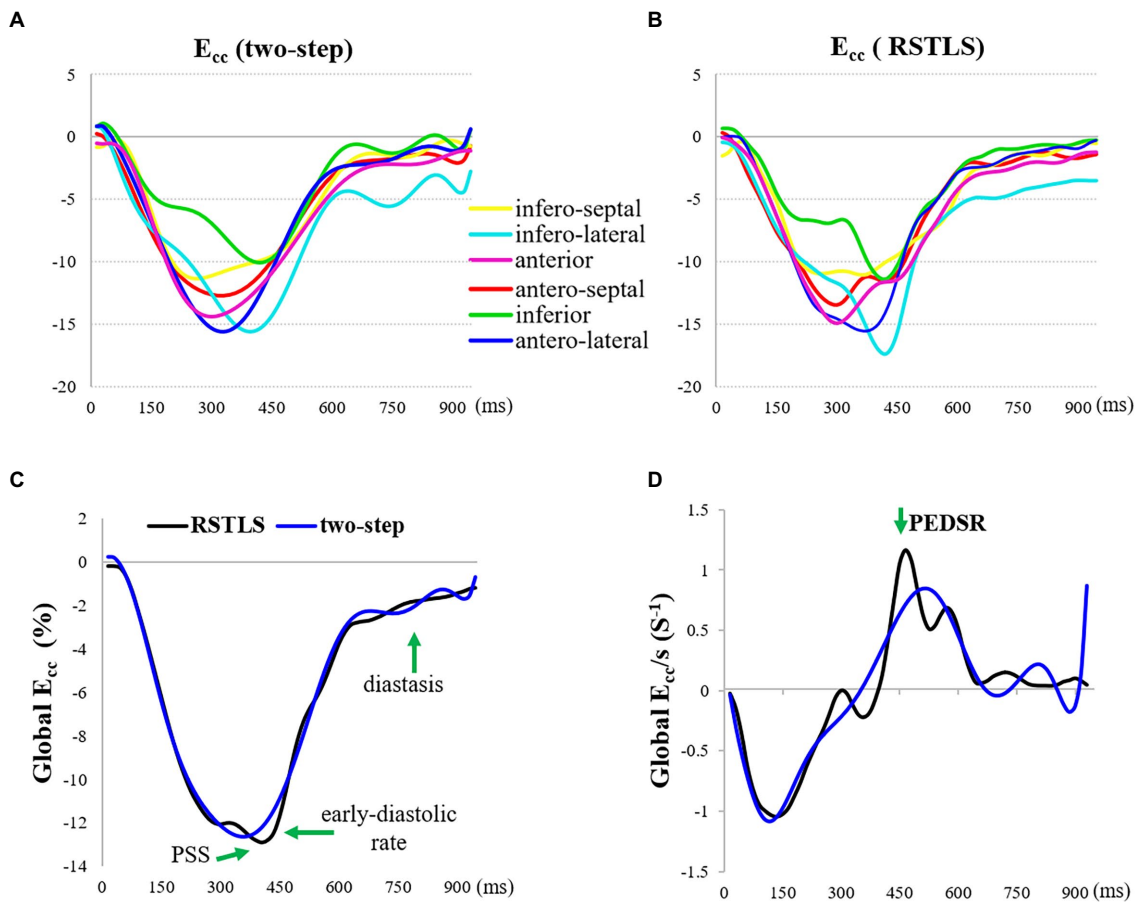 A
E_cc (two-step)
5
0
-5
-10
-15
-20
0 150 300 450 600 750 900 (ms)
infero-septal
infero-lateral
anterior
antero-septal
inferior
antero-lateral
B
E_cc ( RSTLS)
5
0
-5
-10
-15
-20
0 150 300 450 600 750 900 (ms)
C
RSTLS two-step
Global E_cc (%)
2
0
-2
-4
-6
-8
-10
-12
-14
diastasis
early-diastolic
rate
PSS
0 150 300 450 600 750 900 (ms)
D
PEDSR
Global E_cc/s (S^-1)
1.5
1
0.5
0
-0.5
-1
-1.5
0 150 300 450 600 750 900 (ms)